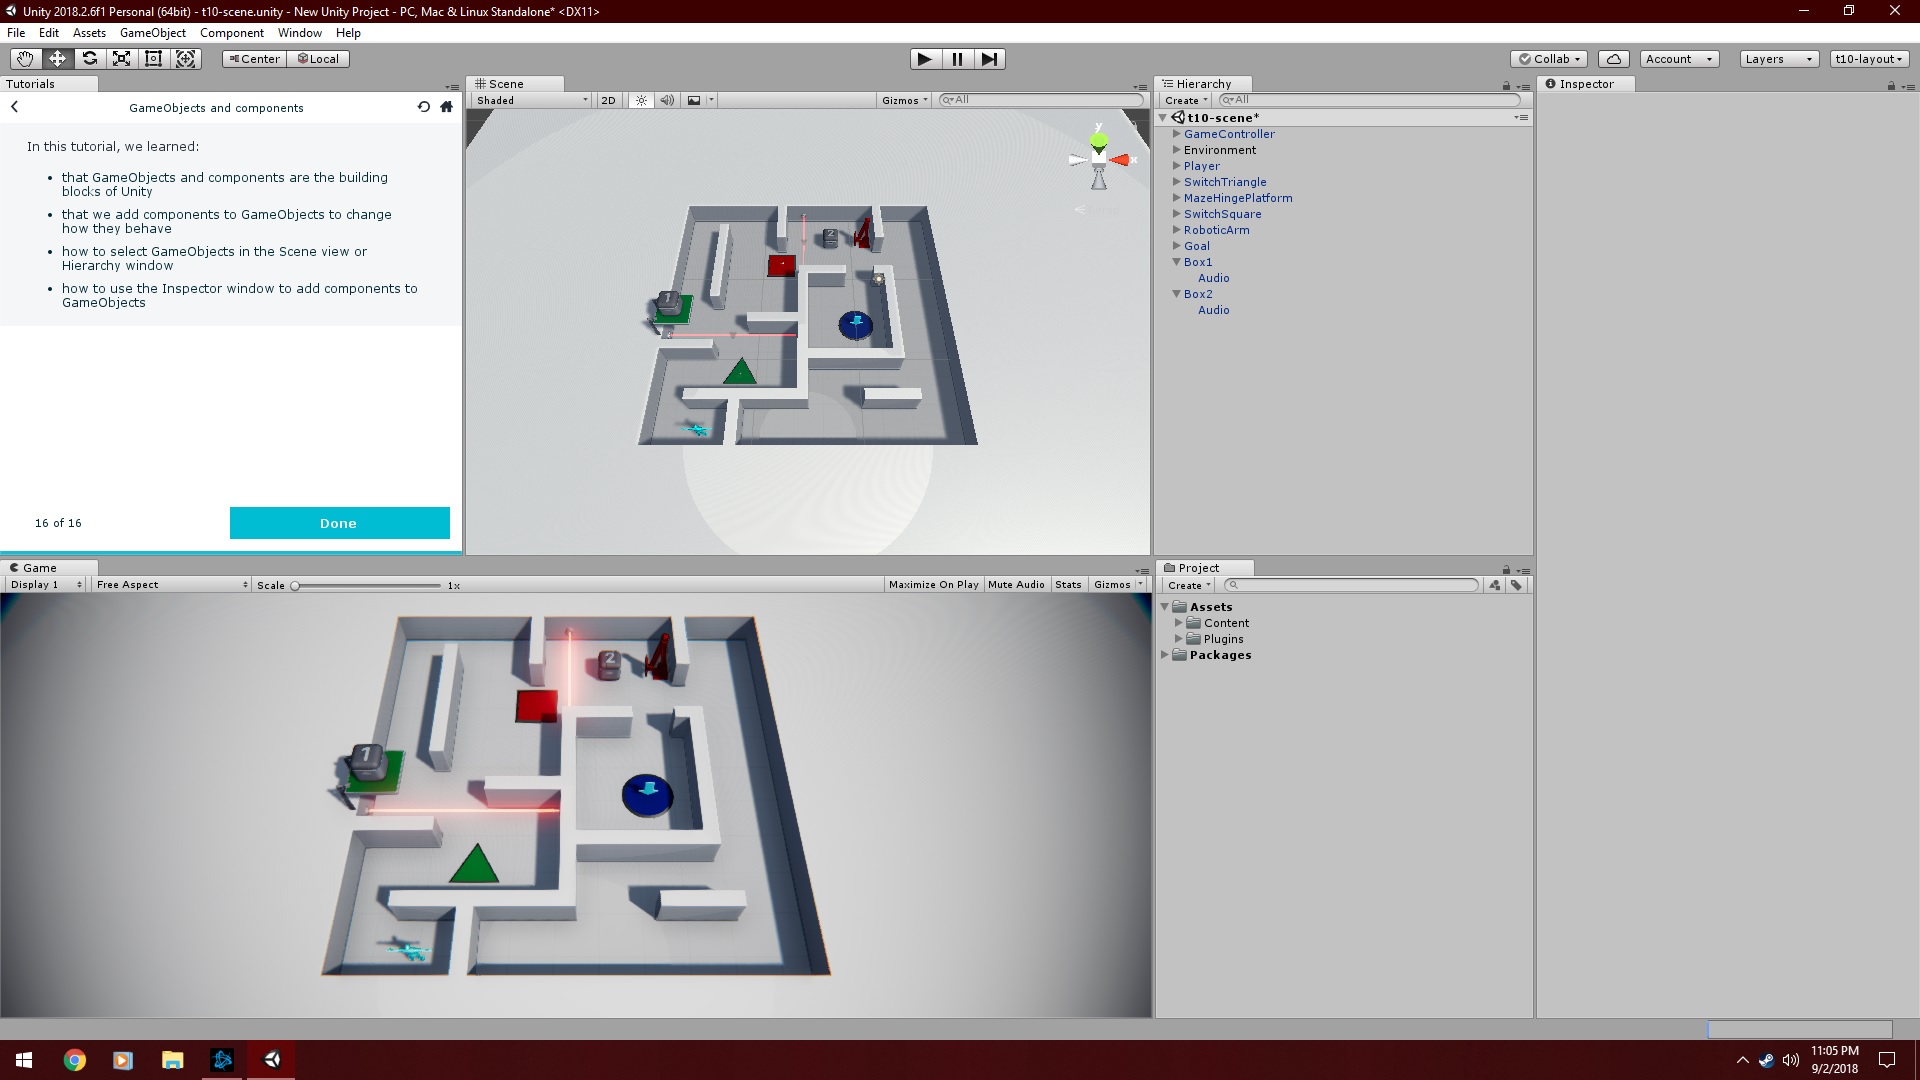 Unity 2018.2.6f1 Personal (64bit) - t10-scene.unity - New Unity Project - PC, Mac & Linux Standalone* <DX11>
File Edit Assets GameObject Component Window Help
Center Local
Collab Account Layers t10-layout
Tutorials
GameObjects and components
In this tutorial, we learned:
• that GameObjects and components are the building
blocks of Unity
• that we add components to GameObjects to change
how they behave
• how to select GameObjects in the Scene view or
Hierarchy window
• how to use the Inspector window to add components to
GameObjects
16 of 16
Done
Scene
Shaded 2D Gizmos All
y
x
2
1
Hierarchy
Create All
t10-scene*
GameController
Environment
Player
SwitchTriangle
MazeHingePlatform
SwitchSquare
RoboticArm
Goal
Box1
Audio
Box2
Audio
Inspector
Game
Display 1 Free Aspect Scale 1x Maximize On Play Mute Audio Stats Gizmos
2
1
Project
Create
Assets
Content
Plugins
Packages
11:05 PM
9/2/2018